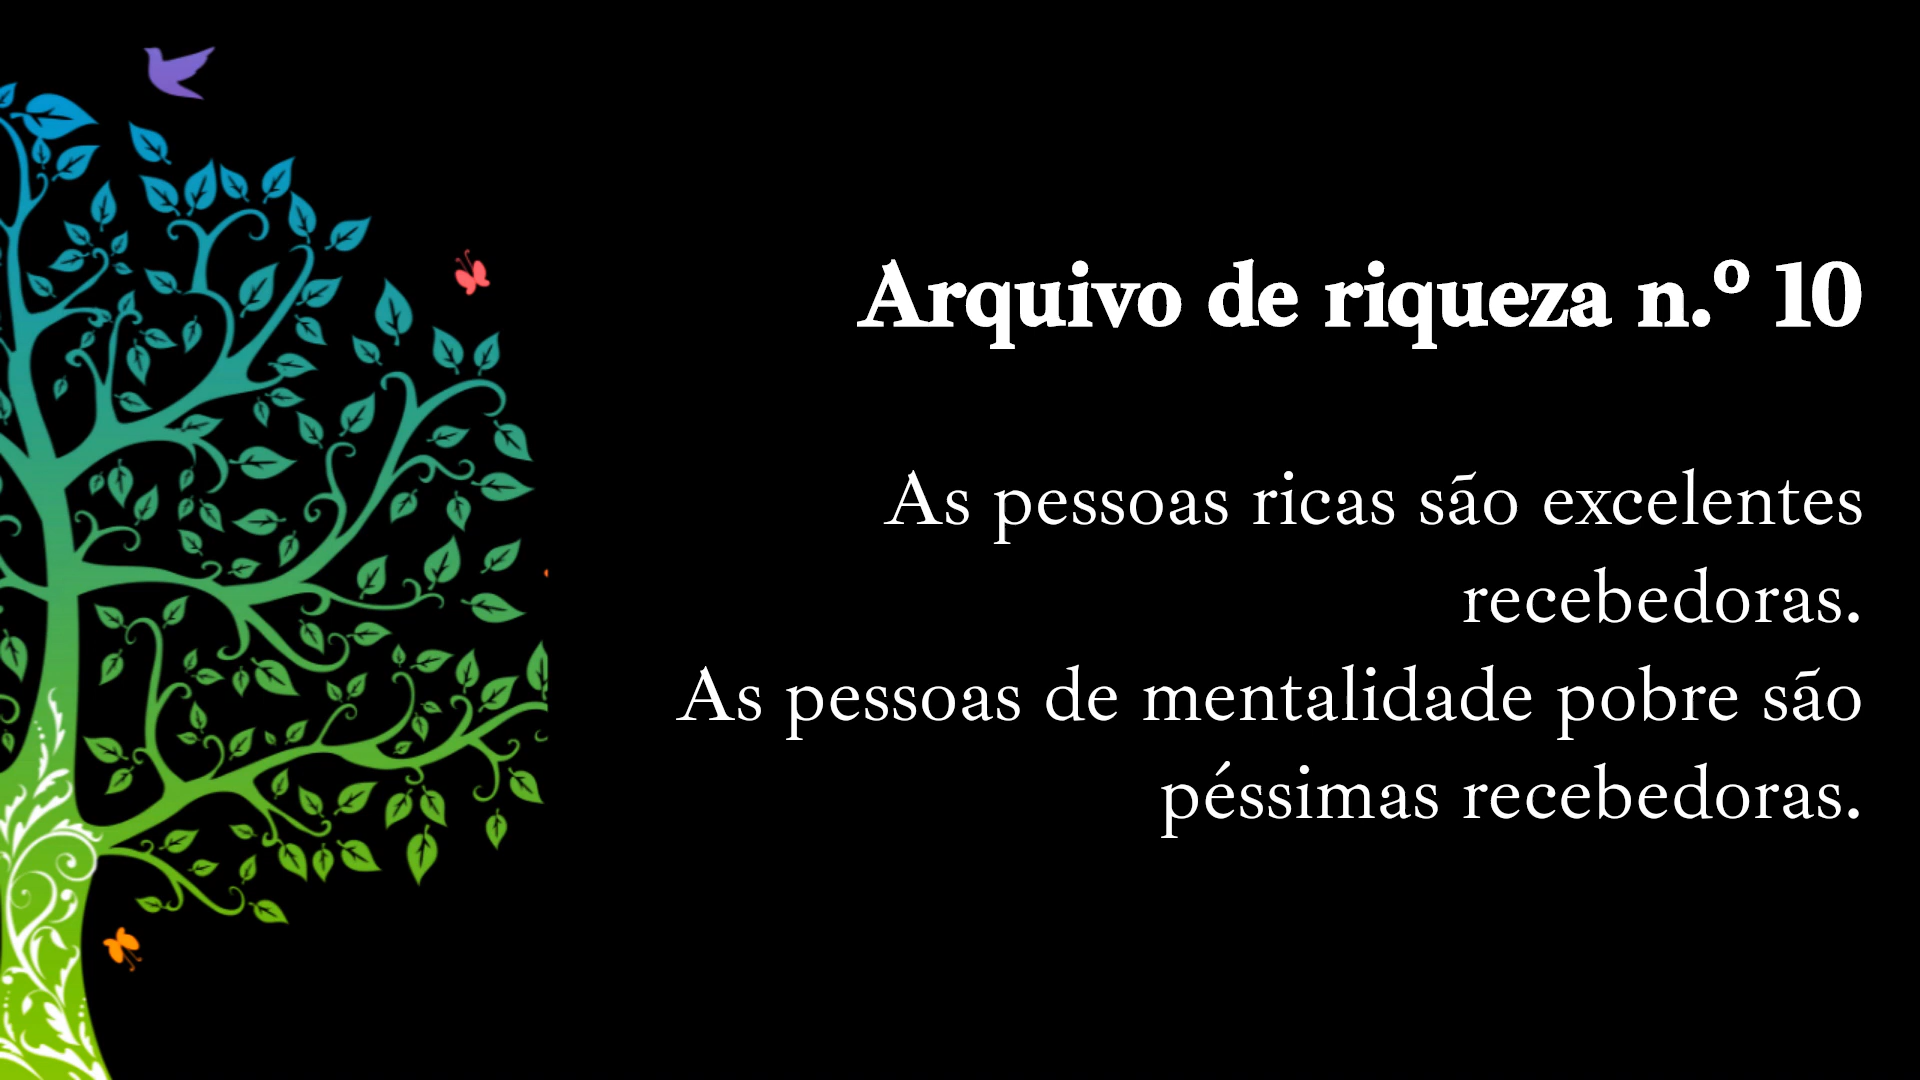 Arquivo de riqueza n.º 10
As pessoas ricas são excelentes
recebedoras.
As pessoas de mentalidade pobre são
péssimas recebedoras.